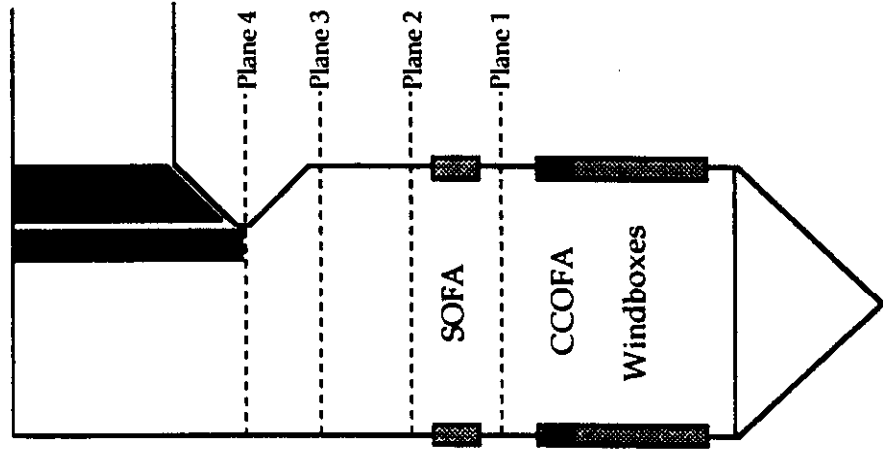 Plane 4
Plane 3
Plane 2
Plane 1
SOFA
CCOFA
Windboxes